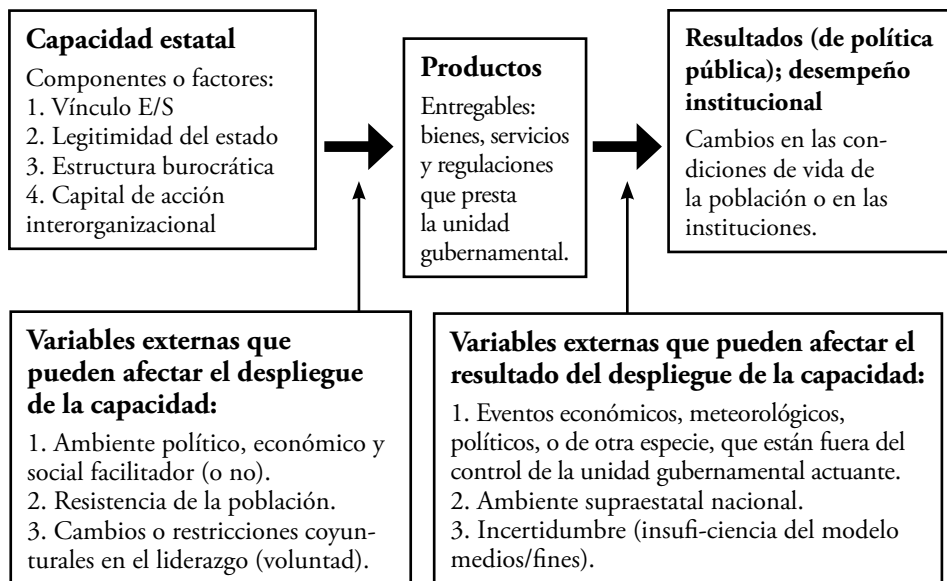 Capacidad estatal
Componentes o factores:
1. Vínculo E/S
2. Legitimidad del estado
3. Estructura burocrática
4. Capital de acción
interorganizacional
Productos
Entregables:
bienes, servicios
y regulaciones
que presta
la unidad
gubernamental.
Resultados (de política
pública); desempeño
institucional
Cambios en las con-
diciones de vida de
la población o en las
instituciones.
Variables externas que
pueden afectar el despliegue
de la capacidad:
1. Ambiente político, económico y
social facilitador (o no).
2. Resistencia de la población.
3. Cambios o restricciones coyun-
turales en el liderazgo (voluntad).
Variables externas que pueden afectar el
resultado del despliegue de la capacidad:
1. Eventos económicos, meteorológicos,
políticos, o de otra especie, que están fuera del
control de la unidad gubernamental actuante.
2. Ambiente supraestatal nacional.
3. Incertidumbre (insufi-ciencia del modelo
medios/fines).